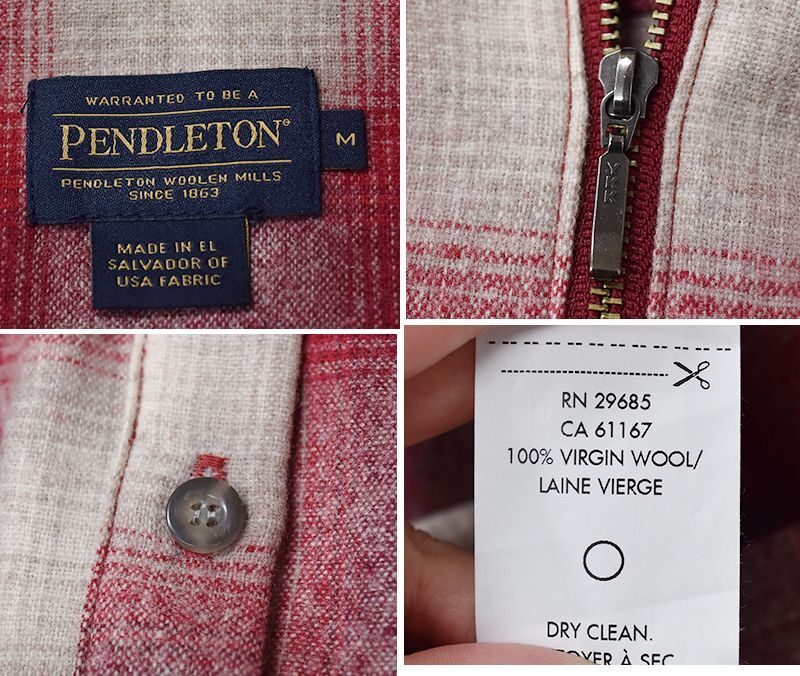 WARRANTED TO BE A
PENDLETON®
M
PENDLETON WOOLEN MILLS
SINCE 1863
MADE IN EL
SALVADOR OF
USA FABRIC
YKK
RN 29685
CA 61167
100% VIRGIN WOOL/
LAINE VIERGE
DRY CLEAN.
À SEC